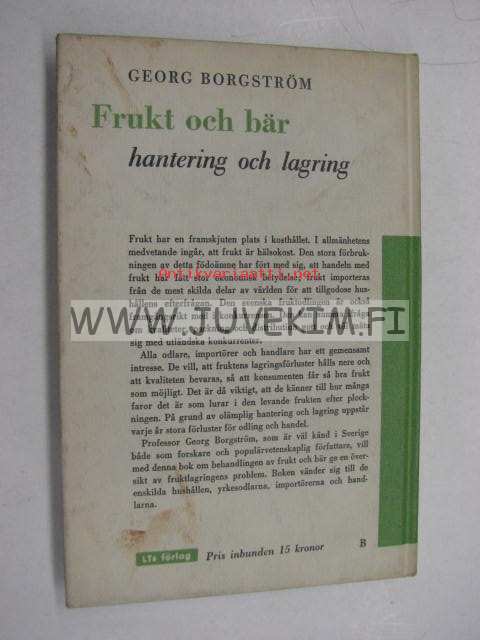 GEORG BORGSTRÖM
Frukt och bär
hantering och lagring
Frukt har en framskjuten plats i kosthållet. I allmänhetens
medvetande ingår, att frukt är hälsokost. Den stora förbruk-
ningen av detta födoämne har fört med sig, att handeln med
frukt har fått stor ekonomisk betydelse; frukt importeras
från de mest skilda delar av världen för att tillgodose hus-
hållens efterfrågan. Den svenska fruktodlingen är också
sig med utländska konkurrenter.
Alla odlare, importörer och handlare har ett gemensamt
intresse. De vill, att fruktens lagringsförluster hålls nere och
att kvaliteten bevaras, så att konsumenten får så bra frukt
som möjligt. Det är då viktigt, att de känner till hur många
faror det är som lurar i den levande frukten efter plock-
ningen. På grund av olämplig hantering och lagring uppstår
varje år stora förluster för odling och handel.
Professor Georg Borgström, som är väl känd i Sverige
både som forskare och populärvetenskaplig författare, vill
med denna bok om behandlingen av frukt och bär ge en över-
sikt av fruktlagringens problem. Boken vänder sig till de
enskilda hushållen, yrkesodlarna, importörerna och hand-
larna.
LTs förlag Pris inbunden 15 kronor B
antikvariaatti.net
WWW.JUVEKIM.FI